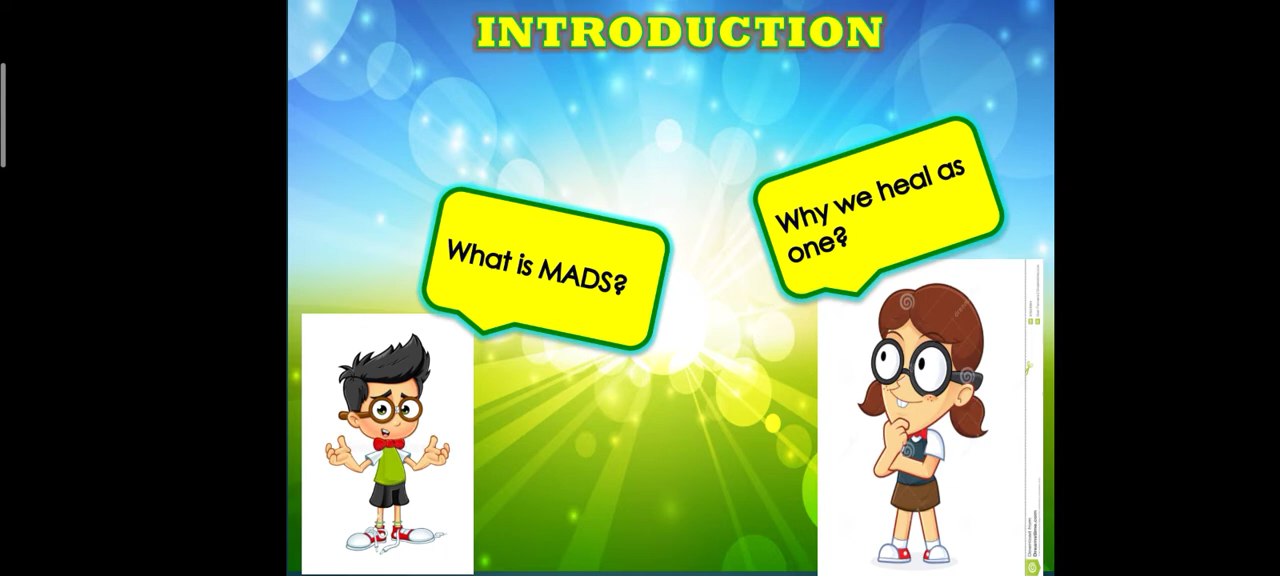 INTRODUCTION
What is MADS?
Why we heal as
one?